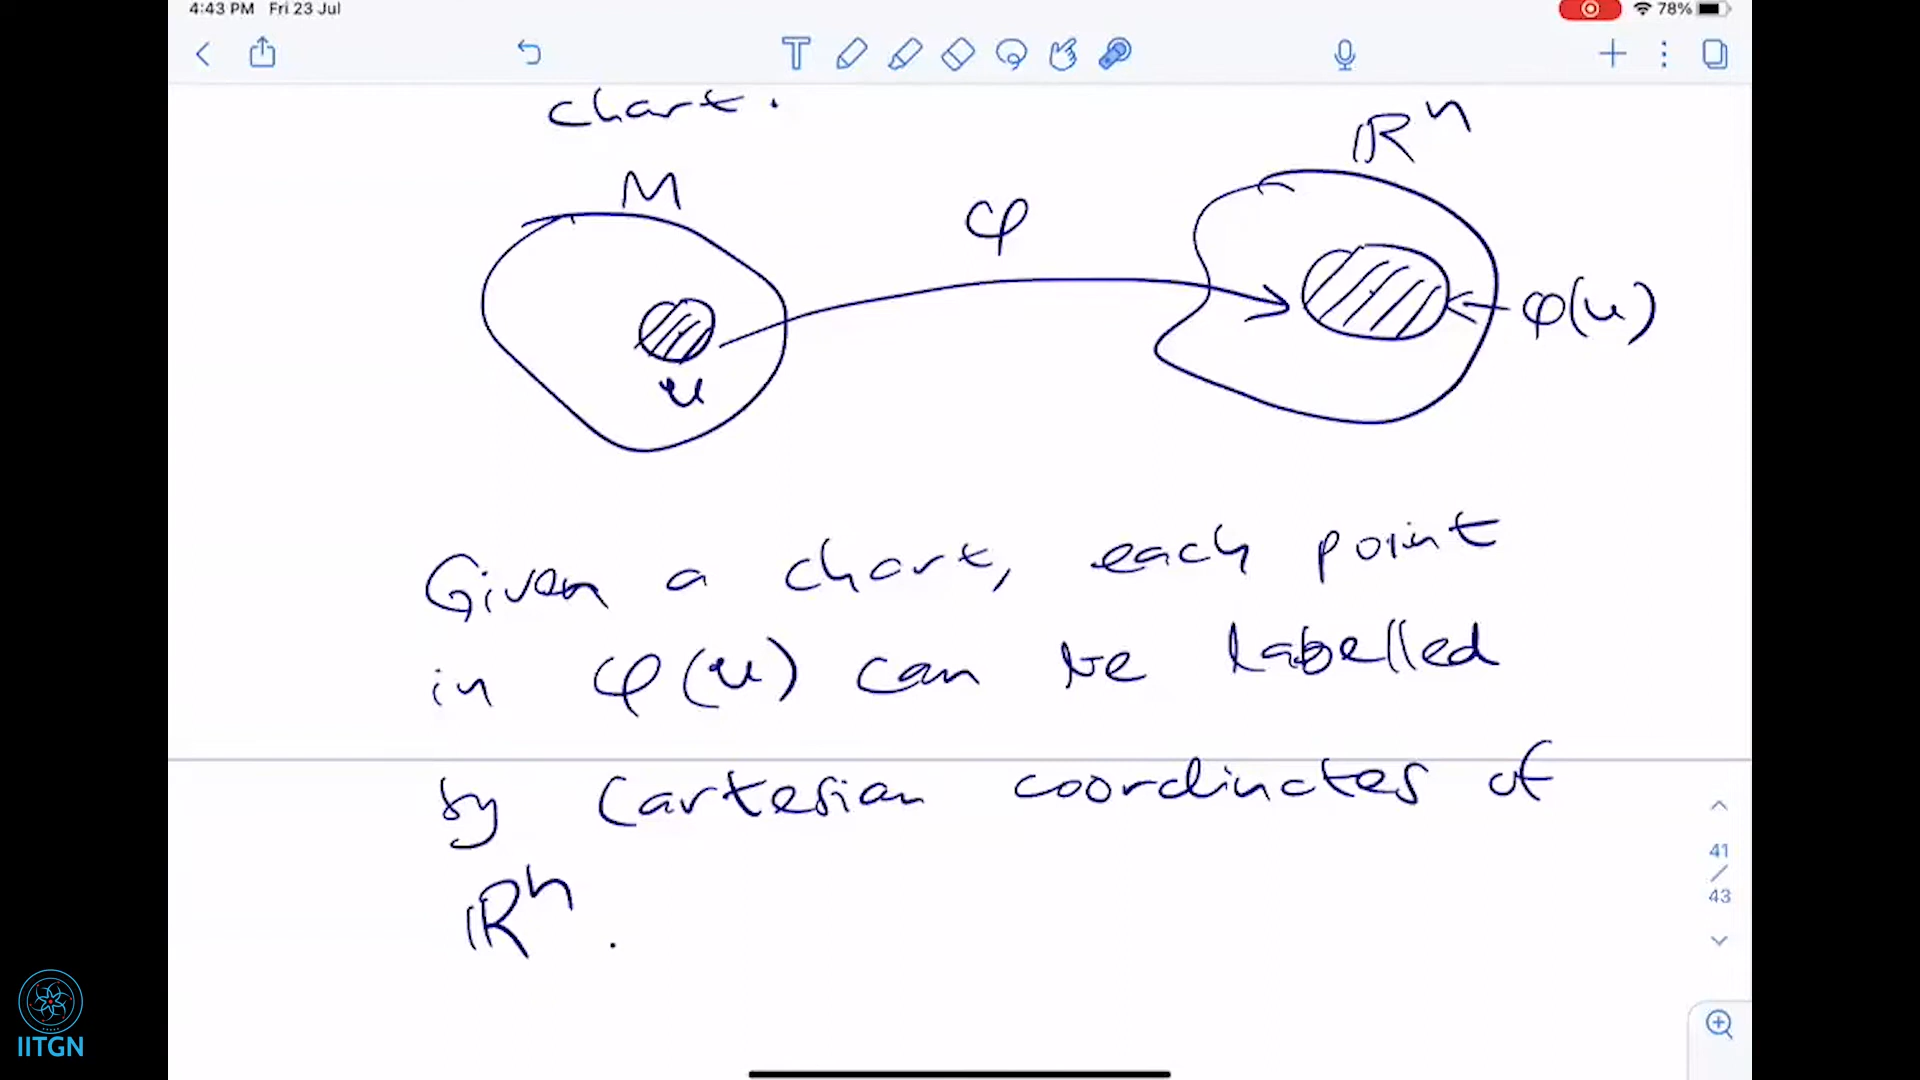 4:43 PM Fri 23 Jul
78%
chart.
M
ℝⁿ
φ
φ(u)
u
Given a chart, each point
in φ(u) can be labelled
by Cartesian coordinates of
ℝⁿ.
41
/
43
IITGN